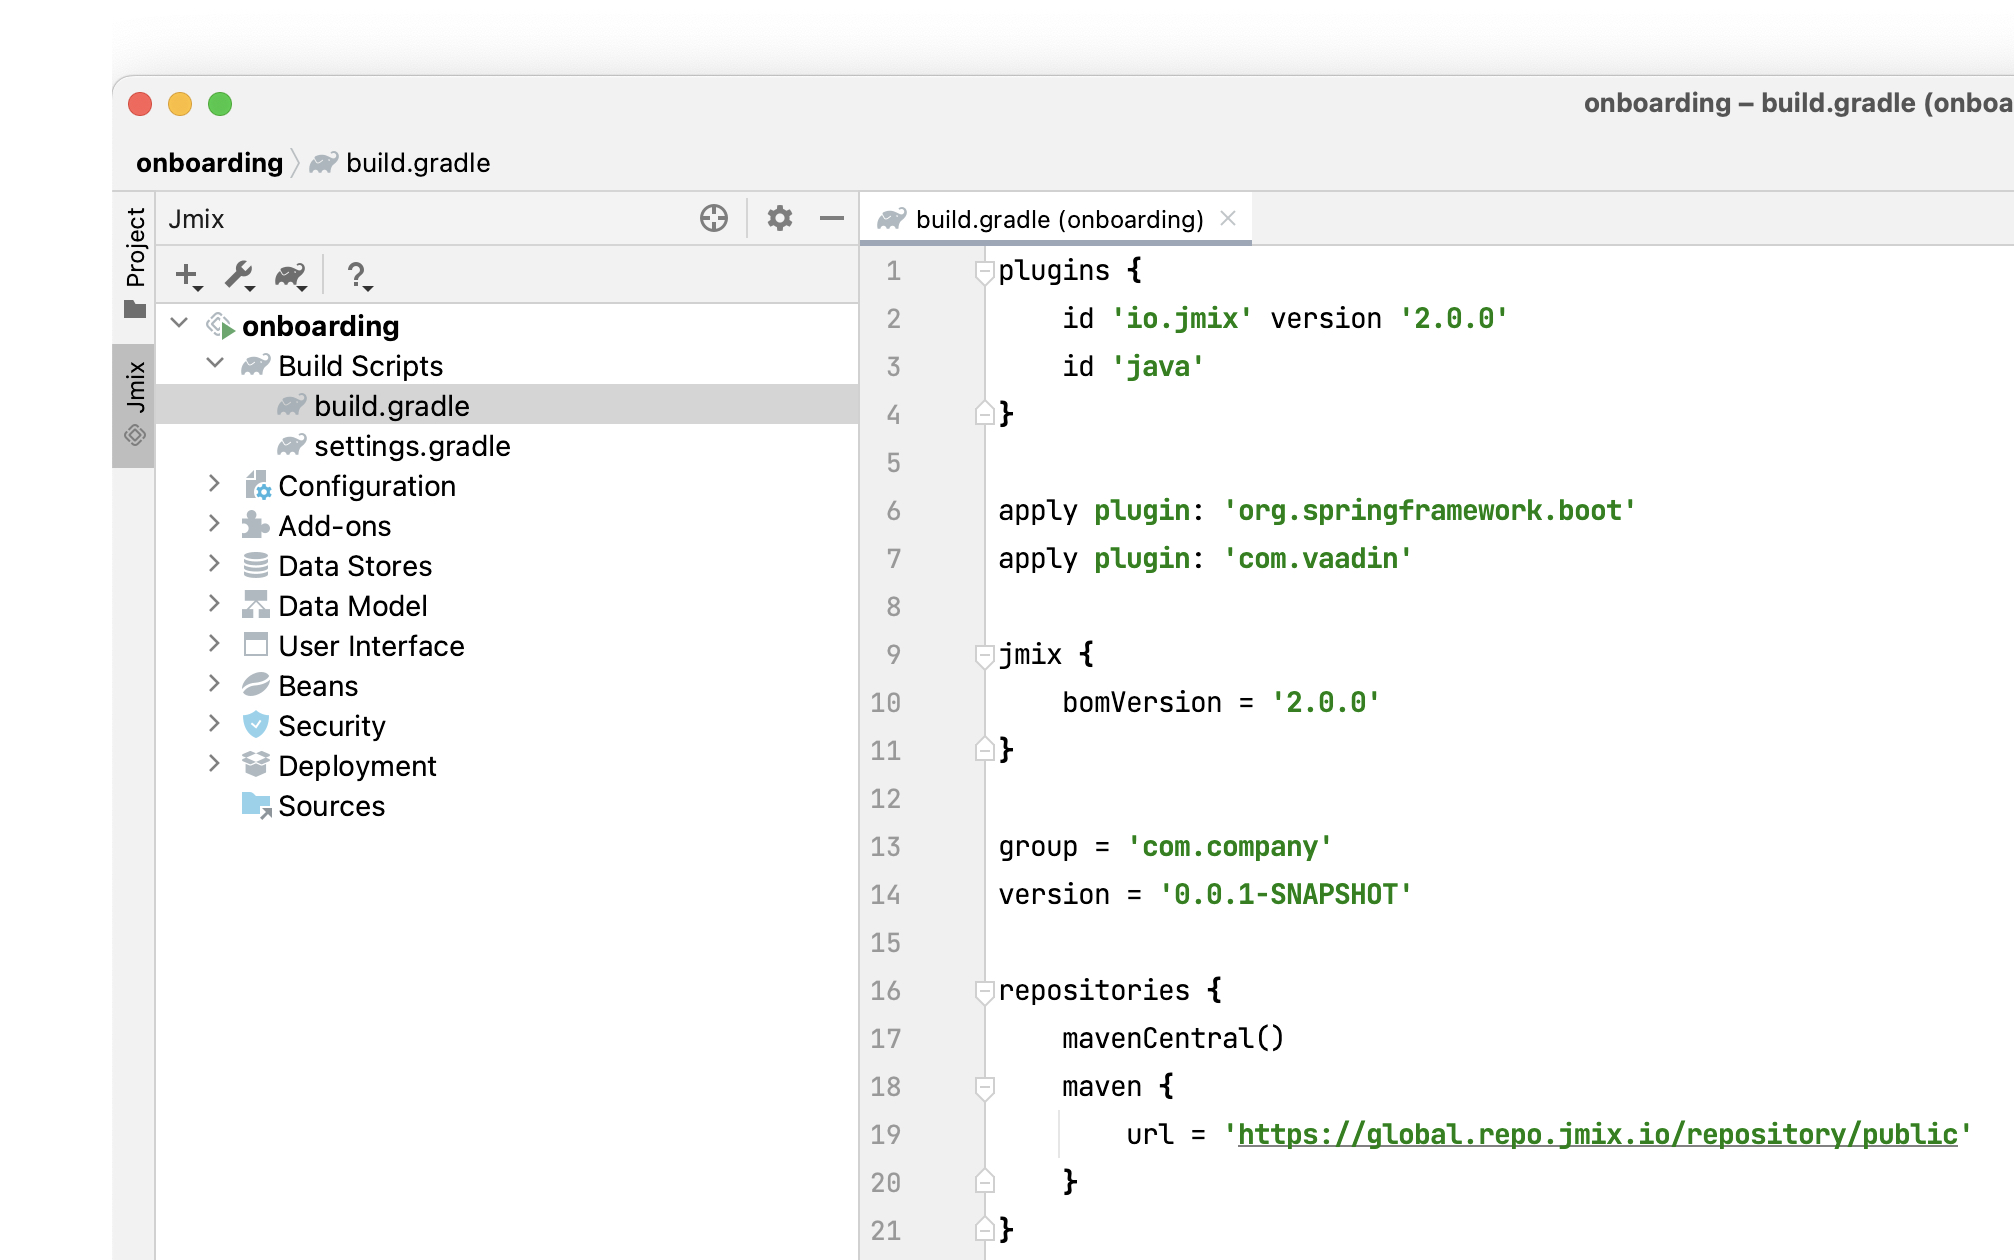 onboarding – build.gradle (onboa
onboarding build.gradle
Project
Jmix
Jmix
onboarding
Build Scripts
build.gradle
settings.gradle
Configuration
Add-ons
Data Stores
Data Model
User Interface
Beans
Security
Deployment
Sources
build.gradle (onboarding)
1 plugins {
2     id 'io.jmix' version '2.0.0'
3     id 'java'
4 }
5
6 apply plugin: 'org.springframework.boot'
7 apply plugin: 'com.vaadin'
8
9 jmix {
10     bomVersion = '2.0.0'
11 }
12
13 group = 'com.company'
14 version = '0.0.1-SNAPSHOT'
15
16 repositories {
17     mavenCentral()
18     maven {
19         url = 'https://global.repo.jmix.io/repository/public'
20     }
21 }